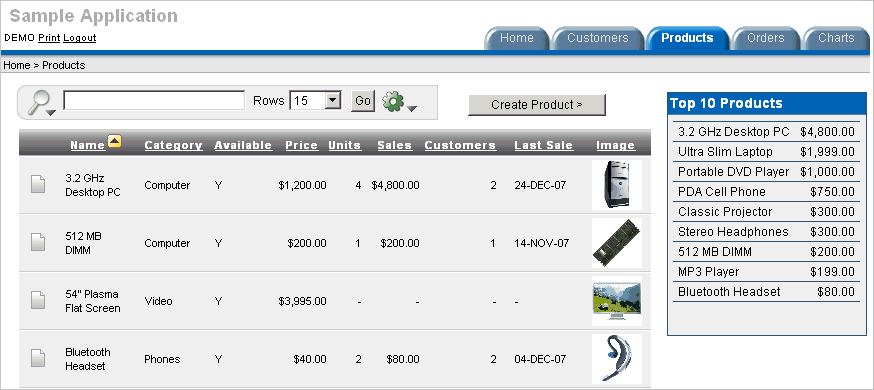 Sample Application
DEMO Print Logout
Home Customers Products Orders Charts
Home > Products
Rows 15 Go
Create Product >
Name Category Available Price Units Sales Customers Last Sale Image
3.2 GHz
Desktop PC Computer Y $1,200.00 4 $4,800.00 2 24-DEC-07
512 MB
DIMM Computer Y $200.00 1 $200.00 1 14-NOV-07
54" Plasma
Flat Screen Video Y $3,995.00 - - - -
Bluetooth
Headset Phones Y $40.00 2 $80.00 2 04-DEC-07
Top 10 Products
3.2 GHz Desktop PC $4,800.00
Ultra Slim Laptop $1,999.00
Portable DVD Player $1,000.00
PDA Cell Phone $750.00
Classic Projector $300.00
Stereo Headphones $300.00
512 MB DIMM $200.00
MP3 Player $199.00
Bluetooth Headset $80.00